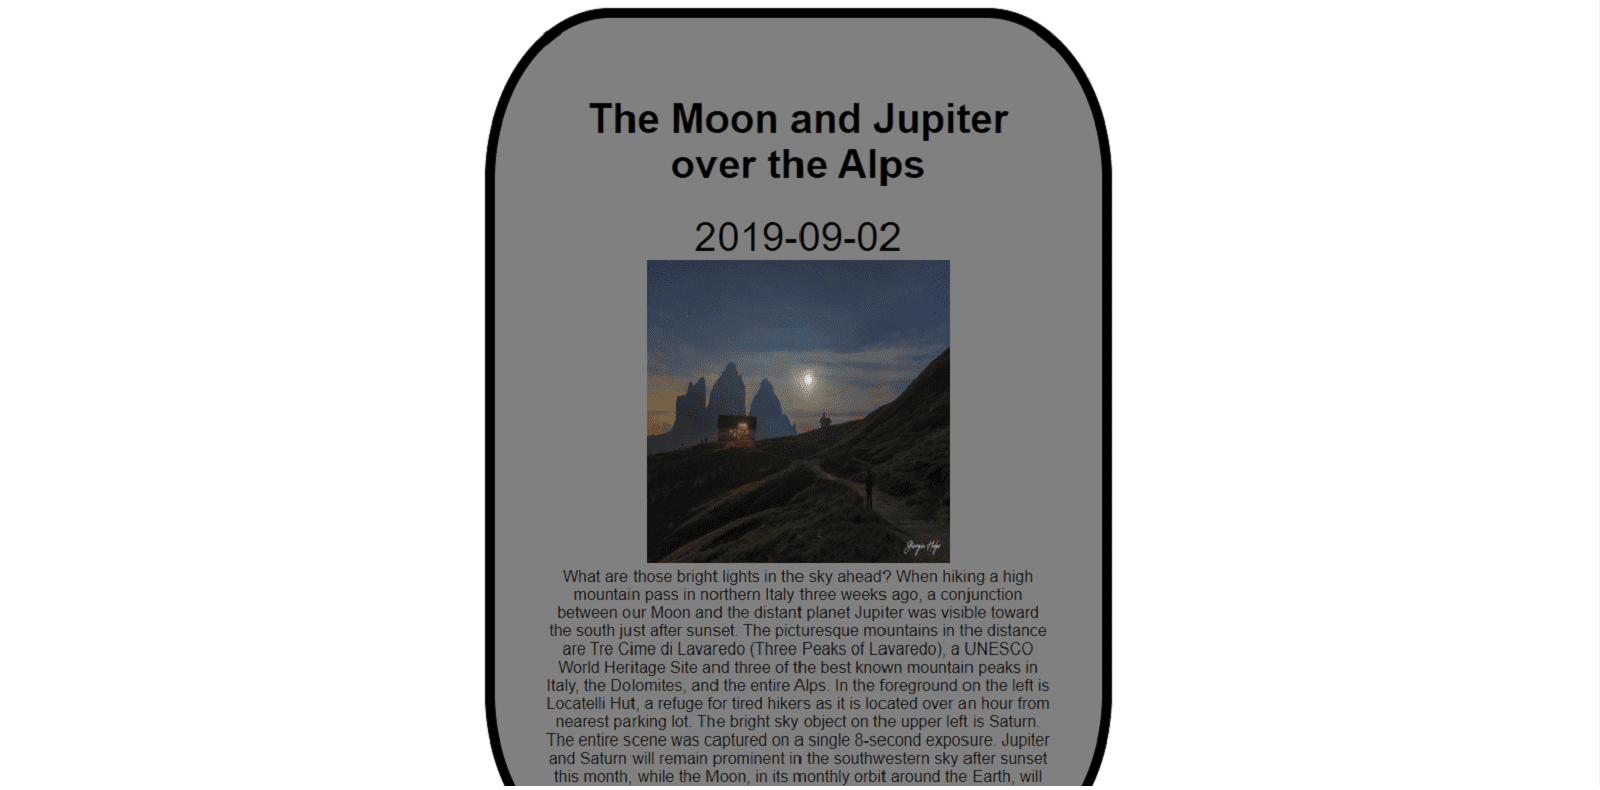 The Moon and Jupiter
over the Alps
2019-09-02
What are those bright lights in the sky ahead? When hiking a high
mountain pass in northern Italy three weeks ago, a conjunction
between our Moon and the distant planet Jupiter was visible toward
the south just after sunset. The picturesque mountains in the distance
are Tre Cime di Lavaredo (Three Peaks of Lavaredo), a UNESCO
World Heritage Site and three of the best known mountain peaks in
Italy, the Dolomites, and the entire Alps. In the foreground on the left is
Locatelli Hut, a refuge for tired hikers as it is located over an hour from
nearest parking lot. The bright sky object on the upper left is Saturn.
The entire scene was captured on a single 8-second exposure. Jupiter
and Saturn will remain prominent in the southwestern sky after sunset
this month, while the Moon, in its monthly orbit around the Earth, will